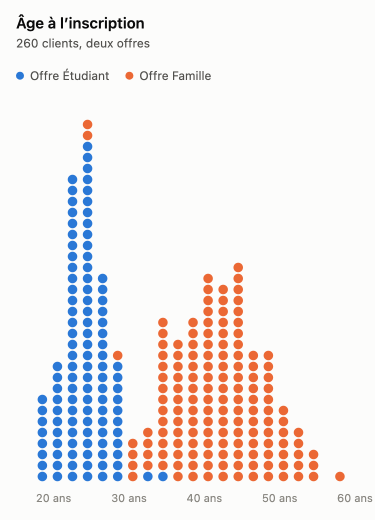 Âge à l’inscription
260 clients, deux offres
Offre Étudiant Offre Famille
20 ans 30 ans 40 ans 50 ans 60 ans